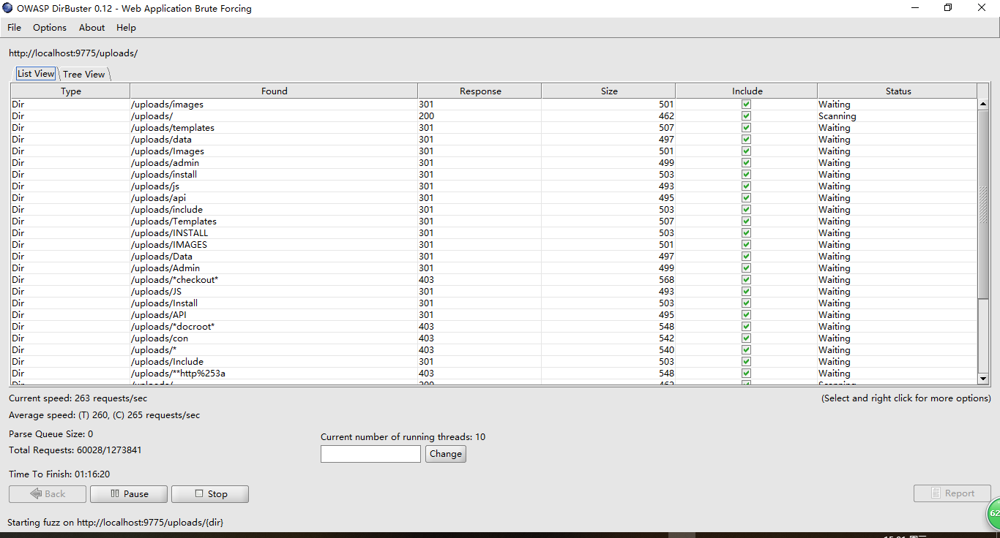 OWASP DirBuster 0.12 - Web Application Brute Forcing
File Options About Help
http://localhost:9775/uploads/
List View Tree View
Type Found Response Size Include Status
Dir /uploads/images 301 501 Waiting
Dir /uploads/ 200 462 Scanning
Dir /uploads/templates 301 507 Waiting
Dir /uploads/data 301 497 Waiting
Dir /uploads/Images 301 501 Waiting
Dir /uploads/admin 301 499 Waiting
Dir /uploads/install 301 503 Waiting
Dir /uploads/js 301 493 Waiting
Dir /uploads/api 301 495 Waiting
Dir /uploads/include 301 503 Waiting
Dir /uploads/Templates 301 507 Waiting
Dir /uploads/INSTALL 301 503 Waiting
Dir /uploads/IMAGES 301 501 Waiting
Dir /uploads/Data 301 497 Waiting
Dir /uploads/Admin 301 499 Waiting
Dir /uploads/*checkout* 403 568 Waiting
Dir /uploads/JS 301 493 Waiting
Dir /uploads/Install 301 503 Waiting
Dir /uploads/API 301 495 Waiting
Dir /uploads/*docroot* 403 548 Waiting
Dir /uploads/con 403 542 Waiting
Dir /uploads/* 403 540 Waiting
Dir /uploads/Include 301 503 Waiting
Dir /uploads/**http%253a 403 548 Waiting
Current speed: 263 requests/sec (Select and right click for more options)
Average speed: (T) 260, (C) 265 requests/sec
Parse Queue Size: 0
Current number of running threads: 10
Total Requests: 60028/1273841
Change
Time To Finish: 01:16:20
Back Pause Stop Report
62
Starting fuzz on http://localhost:9775/uploads/{dir}